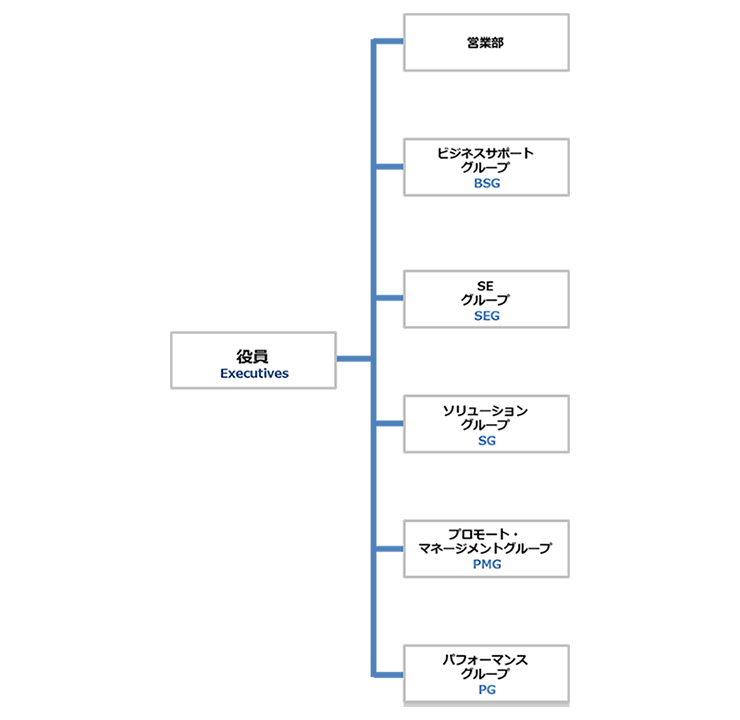 営業部
ビジネスサポート
グループ
BSG
SE
グループ
SEG
役員
Executives
ソリューション
グループ
SG
プロモート・
マネージメントグループ
PMG
パフォーマンス
グループ
PG